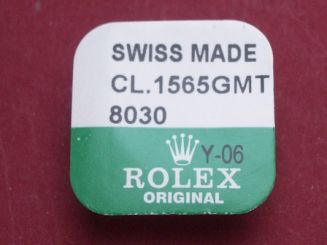 SWISS MADE
CL.1565GMT
8030
Y-06
ROLEX
ORIGINAL